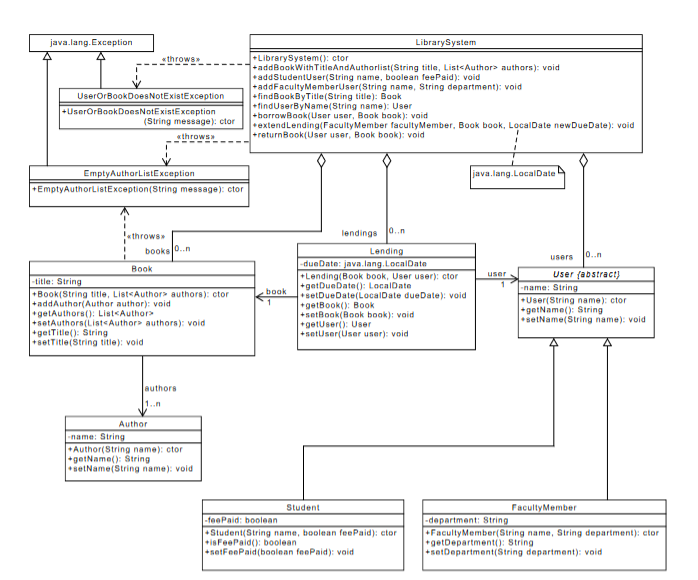 java.lang.Exception
LibrarySystem
+LibrarySystem(): ctor
+addBookWithTitleAndAuthorlist(String title, List<Author> authors): void
+addStudentUser(String name, boolean feePaid): void
+addFacultyMemberUser(String name, String department): void
+findBookByTitle(String title): Book
+findUserByName(String name): User
+borrowBook(User user, Book book): void
+extendLending(FacultyMember facultyMember, Book book, LocalDate newDueDate): void
+returnBook(User user, Book book): void
«throws»
UserOrBookDoesNotExistException
+UserOrBookDoesNotExistException
(String message): ctor
«throws»
EmptyAuthorListException
+EmptyAuthorListException(String message): ctor
java.lang.LocalDate
«throws»
books
0..n
lendings
0..n
users
0..n
Book
-title: String
+Book(String title, List<Author> authors): ctor
+addAuthor(Author author): void
+getAuthors(): List<Author>
+setAuthors(List<Author> authors): void
+getTitle(): String
+setTitle(String title): void
book
1
Lending
-dueDate: java.lang.LocalDate
+Lending(Book book, User user): ctor
+getDueDate(): LocalDate
+setDueDate(LocalDate dueDate): void
+getBook(): Book
+setBook(Book book): void
+getUser(): User
+setUser(User user): void
user
1
User {abstract}
-name: String
+User(String name): ctor
+getName(): String
+setName(String name): void
authors
1..n
Author
-name: String
+Author(String name): ctor
+getName(): String
+setName(String name): void
Student
-feePaid: boolean
+Student(String name, boolean feePaid): ctor
+isFeePaid(): boolean
+setFeePaid(boolean feePaid): void
FacultyMember
-department: String
+FacultyMember(String name, String department): ctor
+getDepartment(): String
+setDepartment(String department): void